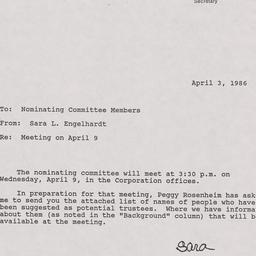 Secretary
April 3, 1986
To: Nominating Committee Members
From: Sara L. Engelhardt
Re: Meeting on April 9
The nominating committee will meet at 3:30 p.m. on
Wednesday, April 9, in the Corporation offices.
In preparation for that meeting, Peggy Rosenheim has ask
me to send you the attached list of names of people who have
been suggested as potential trustees. Where we have informa
about them (as noted in the "Background" column) that will b
available at the meeting.
Sara